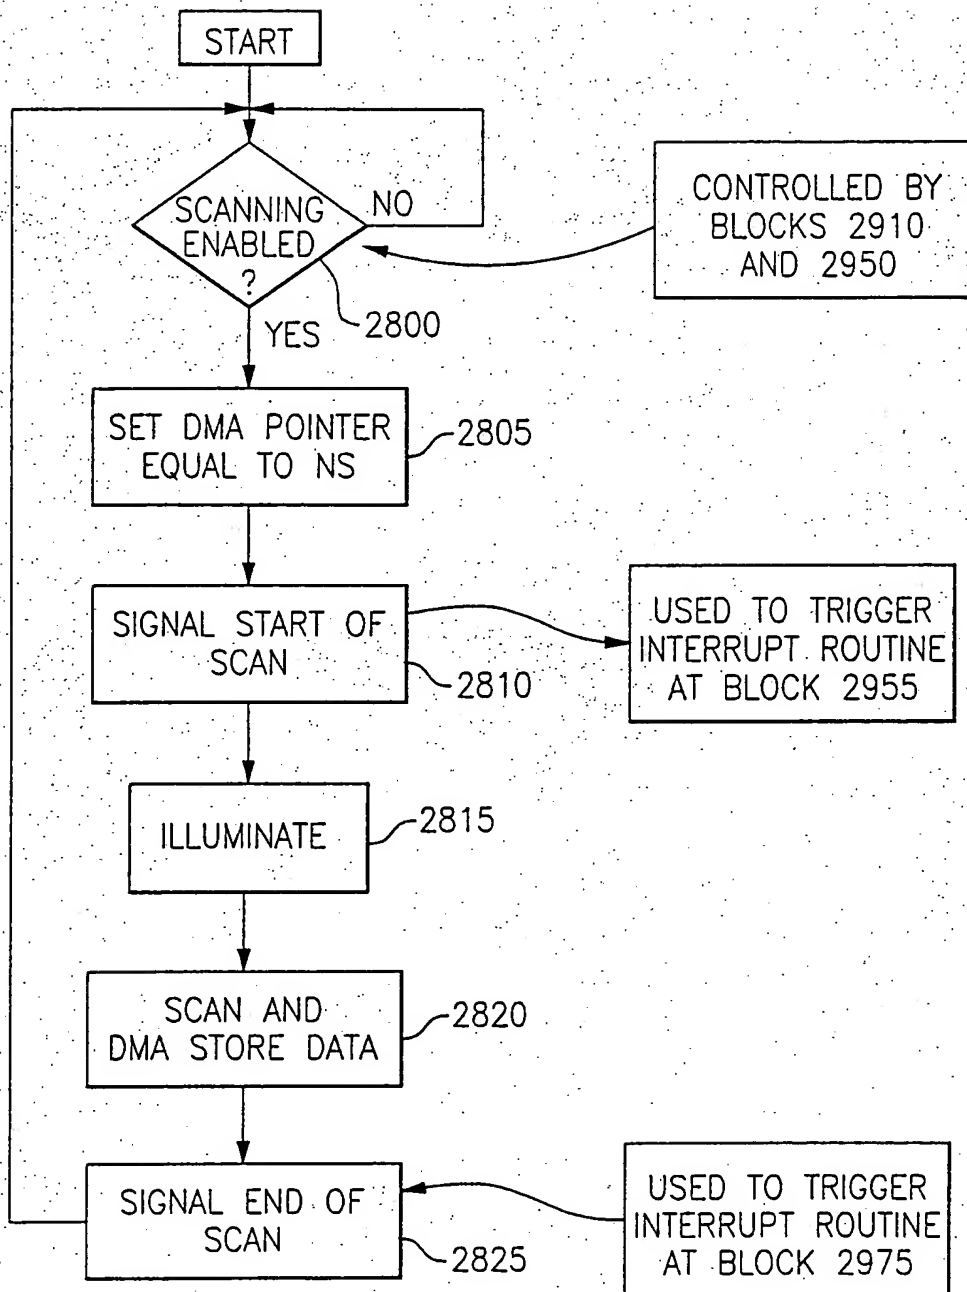 START
SCANNING
ENABLED
?
NO
YES
2800
CONTROLLED BY
BLOCKS 2910
AND 2950
SET DMA POINTER
EQUAL TO NS
2805
SIGNAL START OF
SCAN
2810
USED TO TRIGGER
INTERRUPT ROUTINE
AT BLOCK 2955
ILLUMINATE
2815
SCAN AND
DMA STORE DATA
2820
SIGNAL END OF
SCAN
2825
USED TO TRIGGER
INTERRUPT ROUTINE
AT BLOCK 2975